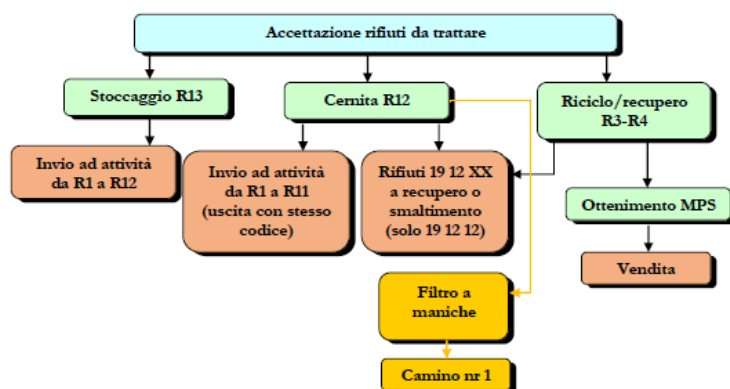 Accettazione rifiuti da trattare
Stoccaggio R13
Cernita R12
Riciclo/recupero
R3-R4
Invio ad attività
da R1 a R12
Invio ad attività
da R1 a R11
(uscita con stesso
codice)
Rifiuti 19 12 XX
a recupero o
smaltimento
(solo 19 12 12)
Ottenimento MPS
Vendita
Filtro a
maniche
Camino nr 1